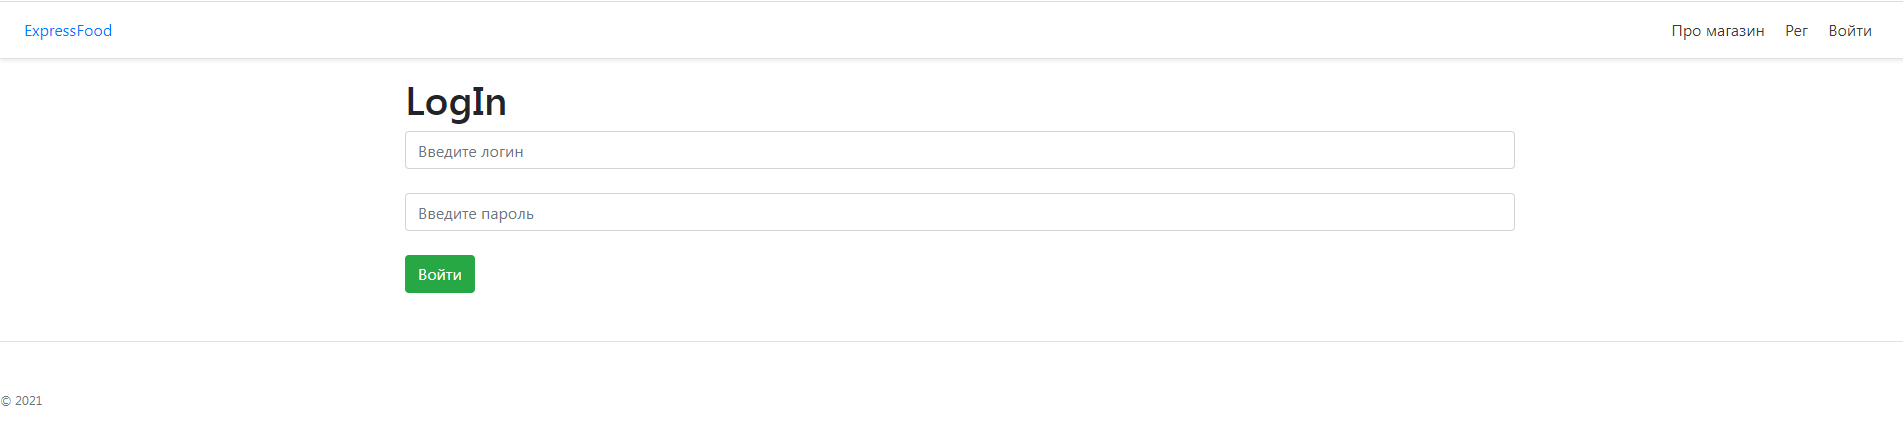 ExpressFood Про магазин Рег Войти
LogIn
Введите логин
Введите пароль
Войти
© 2021